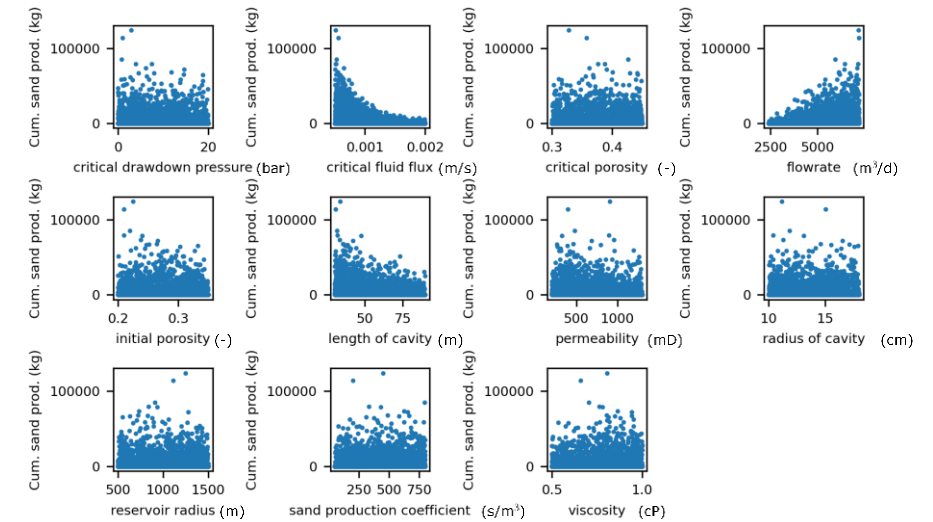 Cum. sand prod. (kg)
100000
0
0 20
critical drawdown pressure (bar)
Cum. sand prod. (kg)
100000
0
0.001 0.002
critical fluid flux (m/s)
Cum. sand prod. (kg)
100000
0
0.3 0.4
critical porosity (-)
Cum. sand prod. (kg)
100000
0
2500 5000
flowrate (m³/d)
Cum. sand prod. (kg)
100000
0
0.2 0.3
initial porosity (-)
Cum. sand prod. (kg)
100000
0
50 75
length of cavity (m)
Cum. sand prod. (kg)
100000
0
500 1000
permeability (mD)
Cum. sand prod. (kg)
100000
0
10 15
radius of cavity (cm)
Cum. sand prod. (kg)
100000
0
500 1000 1500
reservoir radius (m)
Cum. sand prod. (kg)
100000
0
250 500 750
sand production coefficient (s/m³)
Cum. sand prod. (kg)
100000
0
0.5 1.0
viscosity (cP)